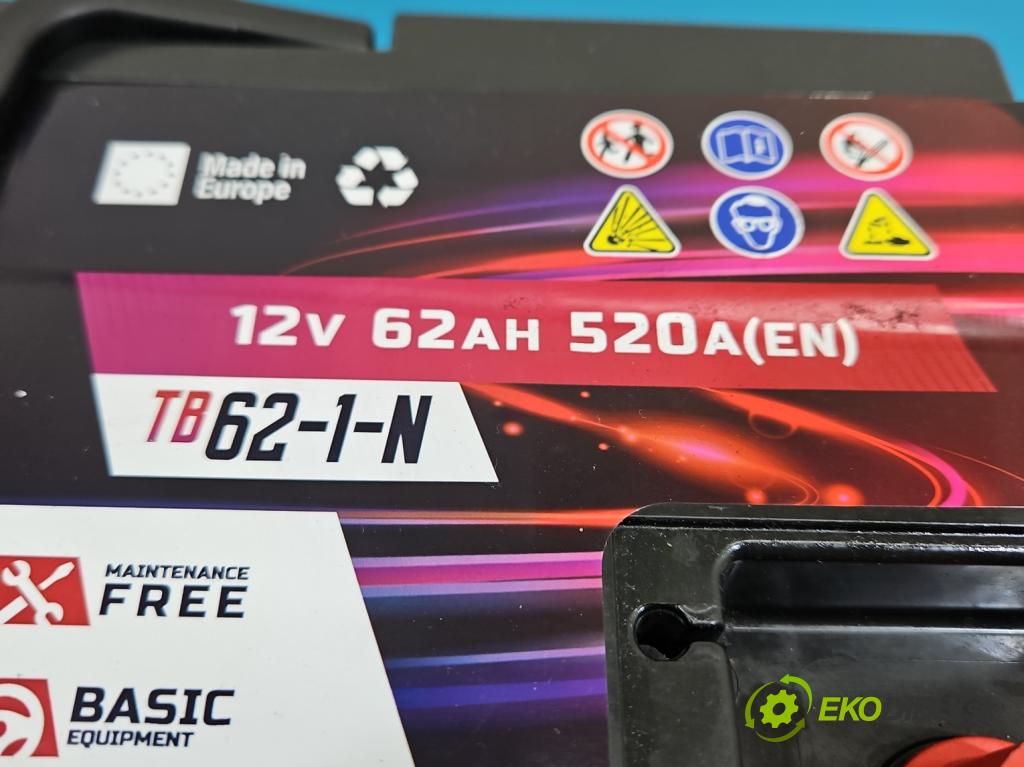 Made in
Europe
12V 62AH 520A(EN)
TB62-1-N
MAINTENANCE
FREE
BASIC
EQUIPMENT
EKO